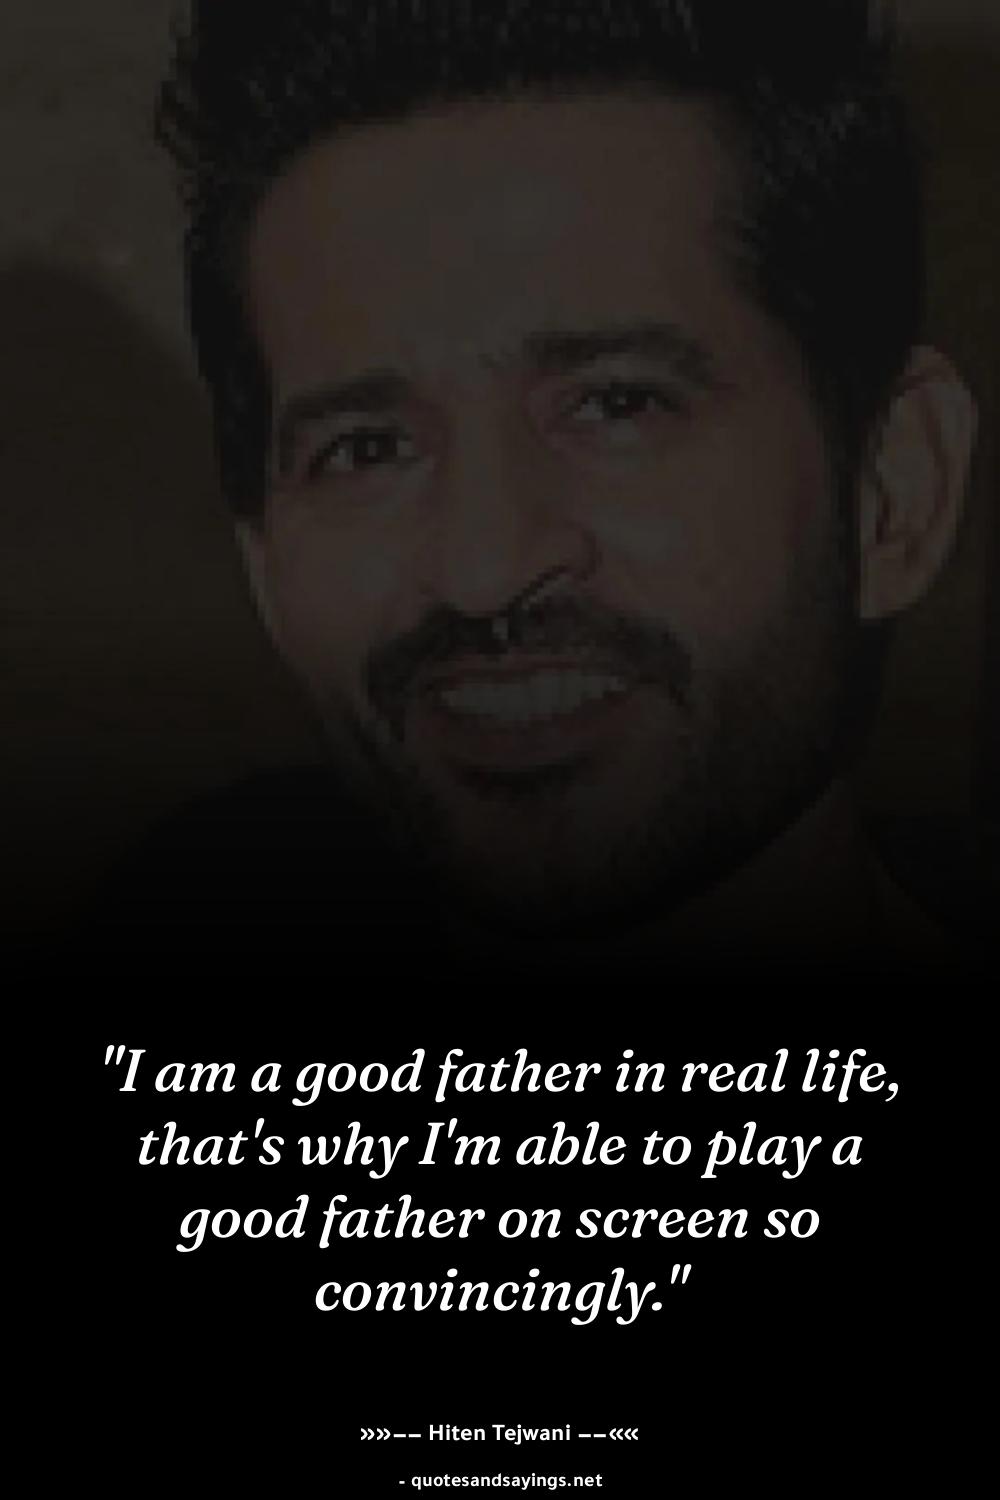 "I am a good father in real life,
that's why I'm able to play a
good father on screen so
convincingly."
»»−− Hiten Tejwani −−««
- quotesandsayings.net